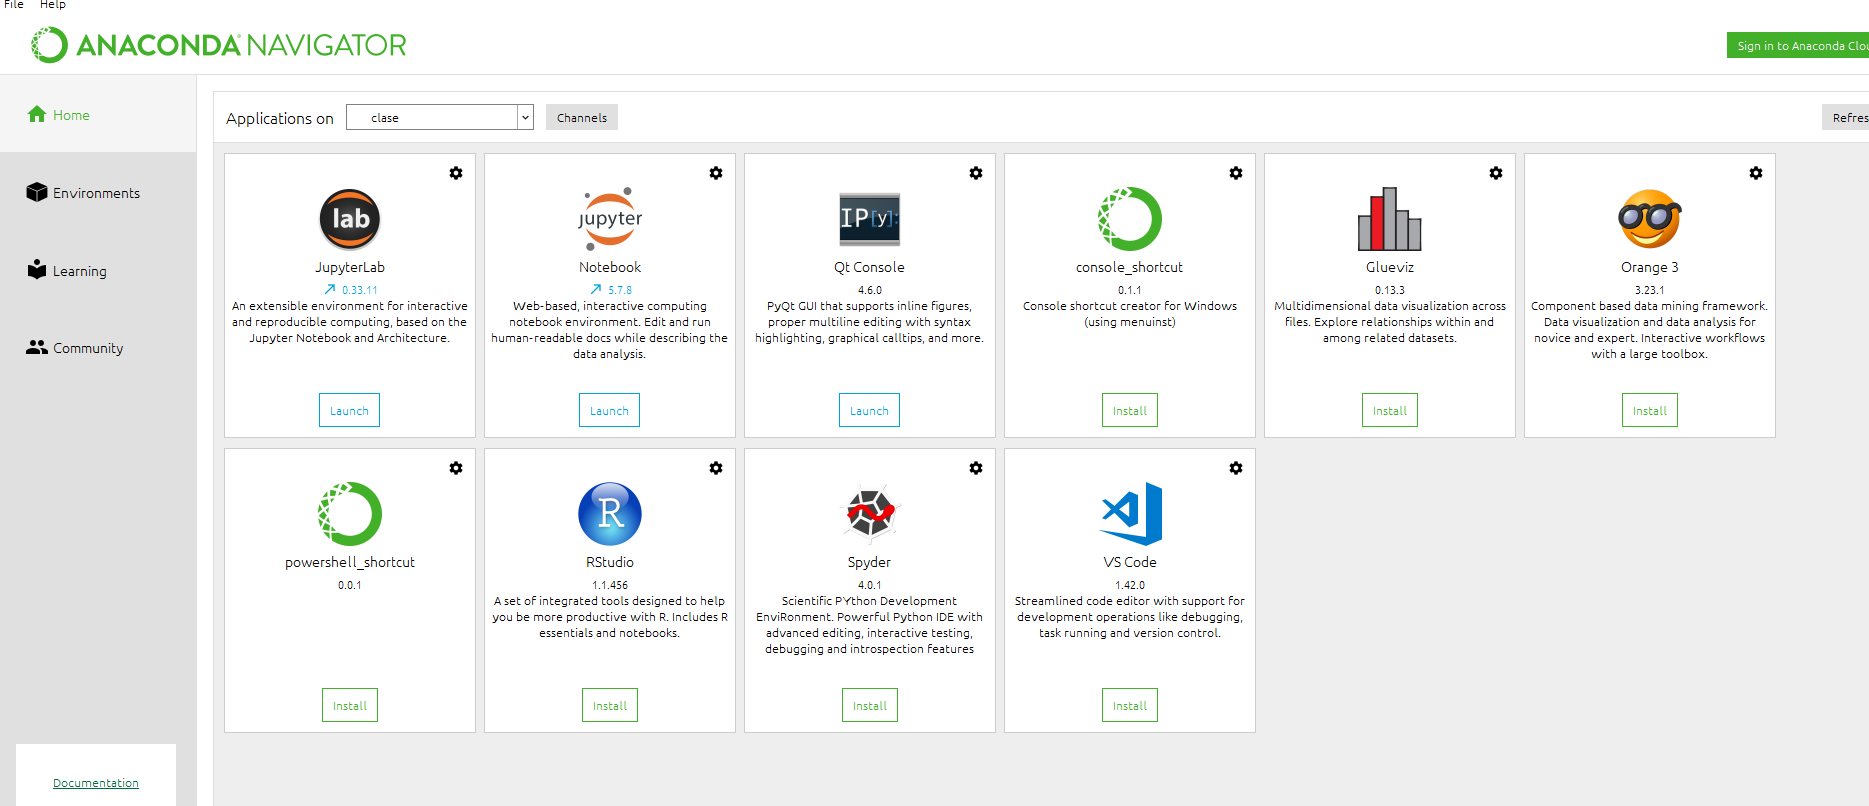 File Help
ANACONDA NAVIGATOR
Sign in to Anaconda Clou
Home
Environments
Learning
Community
Documentation
Applications on clase Channels
Refres
lab
JupyterLab
0.33.11
An extensible environment for interactive
and reproducible computing, based on the
Jupyter Notebook and Architecture.
Launch
jupyter
Notebook
5.7.8
Web-based, interactive computing
notebook environment. Edit and run
human-readable docs while describing the
data analysis.
Launch
IP[y]:
Qt Console
4.6.0
PyQt GUI that supports inline figures,
proper multiline editing with syntax
highlighting, graphical calltips, and more.
Launch
console_shortcut
0.1.1
Console shortcut creator for Windows
(using menuinst)
Install
Glueviz
0.13.3
Multidimensional data visualization across
files. Explore relationships within and
among related datasets.
Install
Orange 3
3.23.1
Component based data mining framework.
Data visualization and data analysis for
novice and expert. Interactive workflows
with a large toolbox.
Install
powershell_shortcut
0.0.1
Install
R
RStudio
1.1.456
A set of integrated tools designed to help
you be more productive with R. Includes R
essentials and notebooks.
Install
Spyder
4.0.1
Scientific PYthon Development
EnviRonment. Powerful Python IDE with
advanced editing, interactive testing,
debugging and introspection features
Install
VS Code
1.42.0
Streamlined code editor with support for
development operations like debugging,
task running and version control.
Install